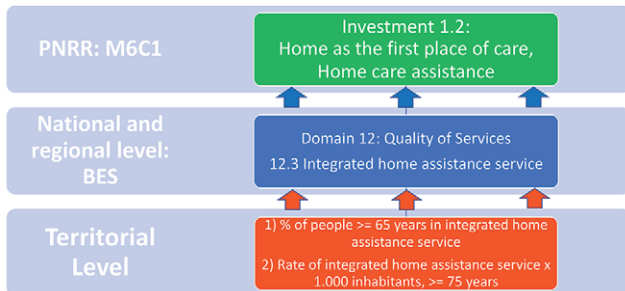 PNRR: M6C1
Investment 1.2:
Home as the first place of care,
Home care assistance
National and
regional level:
BES
Domain 12: Quality of Services
12.3 Integrated home assistance service
Territorial
Level
1) % of people >= 65 years in integrated home
assistance service
2) Rate of integrated home assistance service x
1.000 inhabitants, >= 75 years